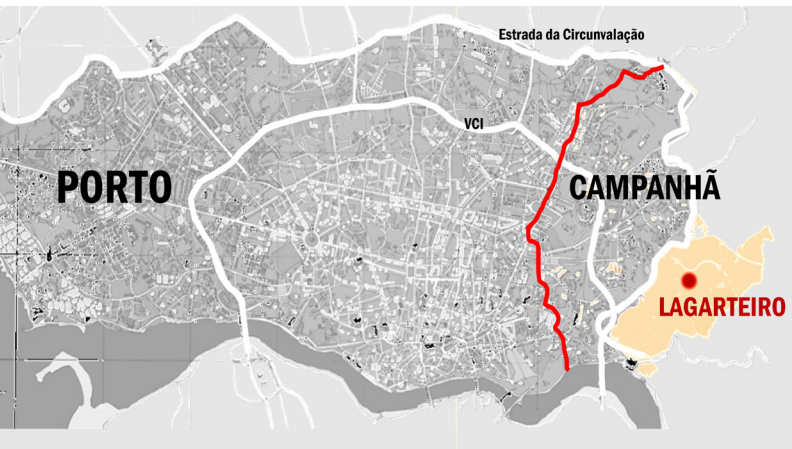 Estrada da Circunvalação
VCI
PORTO
CAMPANHÃ
LAGARTEIRO